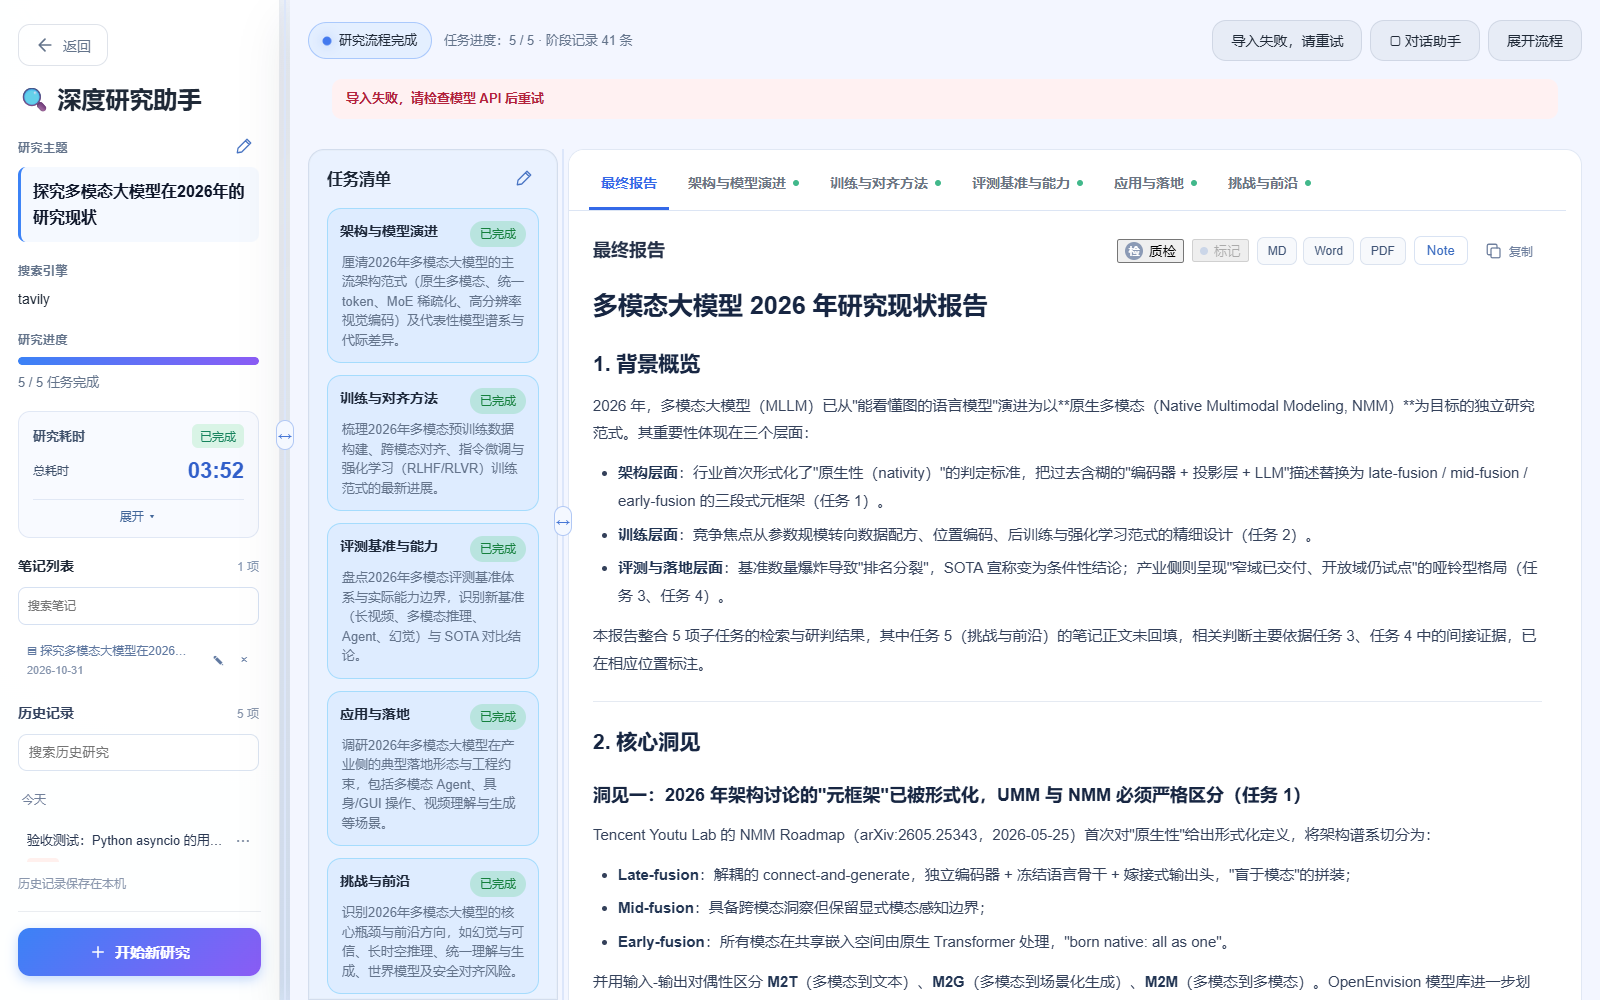 返回
深度研究助手
研究主题
探究多模态大模型在2026年的
研究现状
搜索引擎
tavily
研究进度
5 / 5 任务完成
研究耗时
已完成
总耗时
03:52
展开
笔记列表
1 项
搜索笔记
探究多模态大模型在2026...
2026-10-31
历史记录
5 项
搜索历史研究
今天
验收测试：Python asyncio 的用...
历史记录保存在本机
开始新研究
研究流程完成
任务进度：5 / 5 · 阶段记录 41 条
导入失败，请重试
对话助手
展开流程
导入失败，请检查模型 API 后重试
任务清单
架构与模型演进
已完成
厘清2026年多模态大模型的主
流架构范式（原生多模态、统一
token、MoE 稀疏化、高分辨率
视觉编码）及代表性模型谱系与
代际差异。
训练与对齐方法
已完成
梳理2026年多模态预训练数据
构建、跨模态对齐、指令微调与
强化学习（RLHF/RLVR）训练
范式的最新进展。
评测基准与能力
已完成
盘点2026年多模态评测基准体
系与实际能力边界，识别新基准
（长视频、多模态推理、
Agent、幻觉）与 SOTA 对比结
论。
应用与落地
已完成
调研2026年多模态大模型在产
业侧的典型落地形态与工程约
束，包括多模态 Agent、具
身/GUI 操作、视频理解与生成
等场景。
挑战与前沿
已完成
识别2026年多模态大模型的核
心瓶颈与前沿方向，如幻觉与可
信、长时空推理、统一理解与生
成、世界模型及安全对齐风险。
最终报告
架构与模型演进
训练与对齐方法
评测基准与能力
应用与落地
挑战与前沿
最终报告
检 质检
标记
MD
Word
PDF
Note
复制
多模态大模型 2026 年研究现状报告
1. 背景概览
2026 年，多模态大模型（MLLM）已从"能看懂图的语言模型"演进为以**原生多模态（Native Multimodal Modeling, NMM）**为目标的独立研究
范式。其重要性体现在三个层面：
• 架构层面：行业首次形式化了"原生性（nativity）"的判定标准，把过去含糊的"编码器 + 投影层 + LLM"描述替换为 late-fusion / mid-fusion /
early-fusion 的三段式元框架（任务 1）。
• 训练层面：竞争焦点从参数规模转向数据配方、位置编码、后训练与强化学习范式的精细设计（任务 2）。
• 评测与落地层面：基准数量爆炸导致"排名分裂"，SOTA 宣称变为条件性结论；产业侧则呈现"窄域已交付、开放域仍试点"的哑铃型格局（任
务 3、任务 4）。
本报告整合 5 项子任务的检索与研判结果，其中任务 5（挑战与前沿）的笔记正文未回填，相关判断主要依据任务 3、任务 4 中的间接证据，已
在相应位置标注。
2. 核心洞见
洞见一：2026 年架构讨论的"元框架"已被形式化，UMM 与 NMM 必须严格区分（任务 1）
Tencent Youtu Lab 的 NMM Roadmap（arXiv:2605.25343，2026-05-25）首次对"原生性"给出形式化定义，将架构谱系切分为：
• Late-fusion：解耦的 connect-and-generate，独立编码器 + 冻结语言骨干 + 嫁接式输出头，"盲于模态"的拼装；
• Mid-fusion：具备跨模态洞察但保留显式模态感知边界；
• Early-fusion：所有模态在共享嵌入空间由原生 Transformer 处理，"born native: all as one"。
并用输入-输出对偶性区分 M2T（多模态到文本）、M2G（多模态到场景化生成）、M2M（多模态到多模态）。OpenEnvision 模型库进一步划